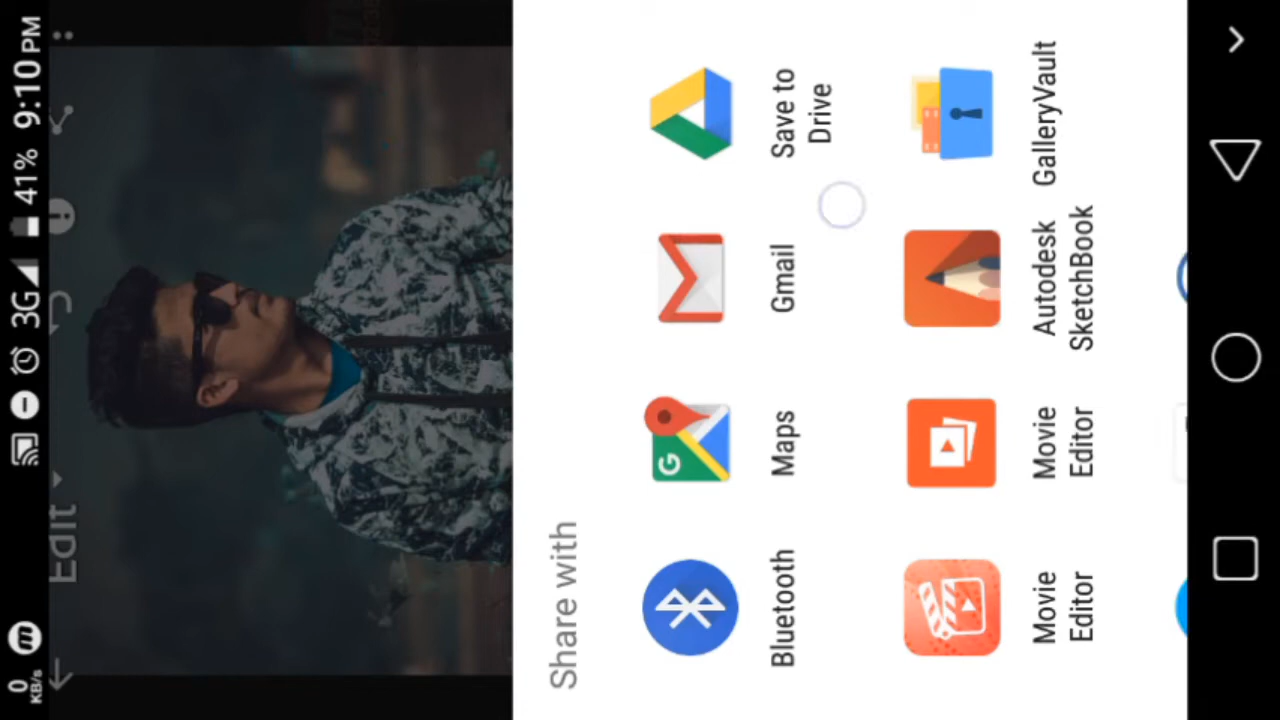 0 KB/s
3G 41% 9:10 PM
Edit
Share with
Bluetooth
Maps
Gmail
Save to
Drive
Movie
Editor
Movie
Editor
Autodesk
SketchBook
GalleryVault